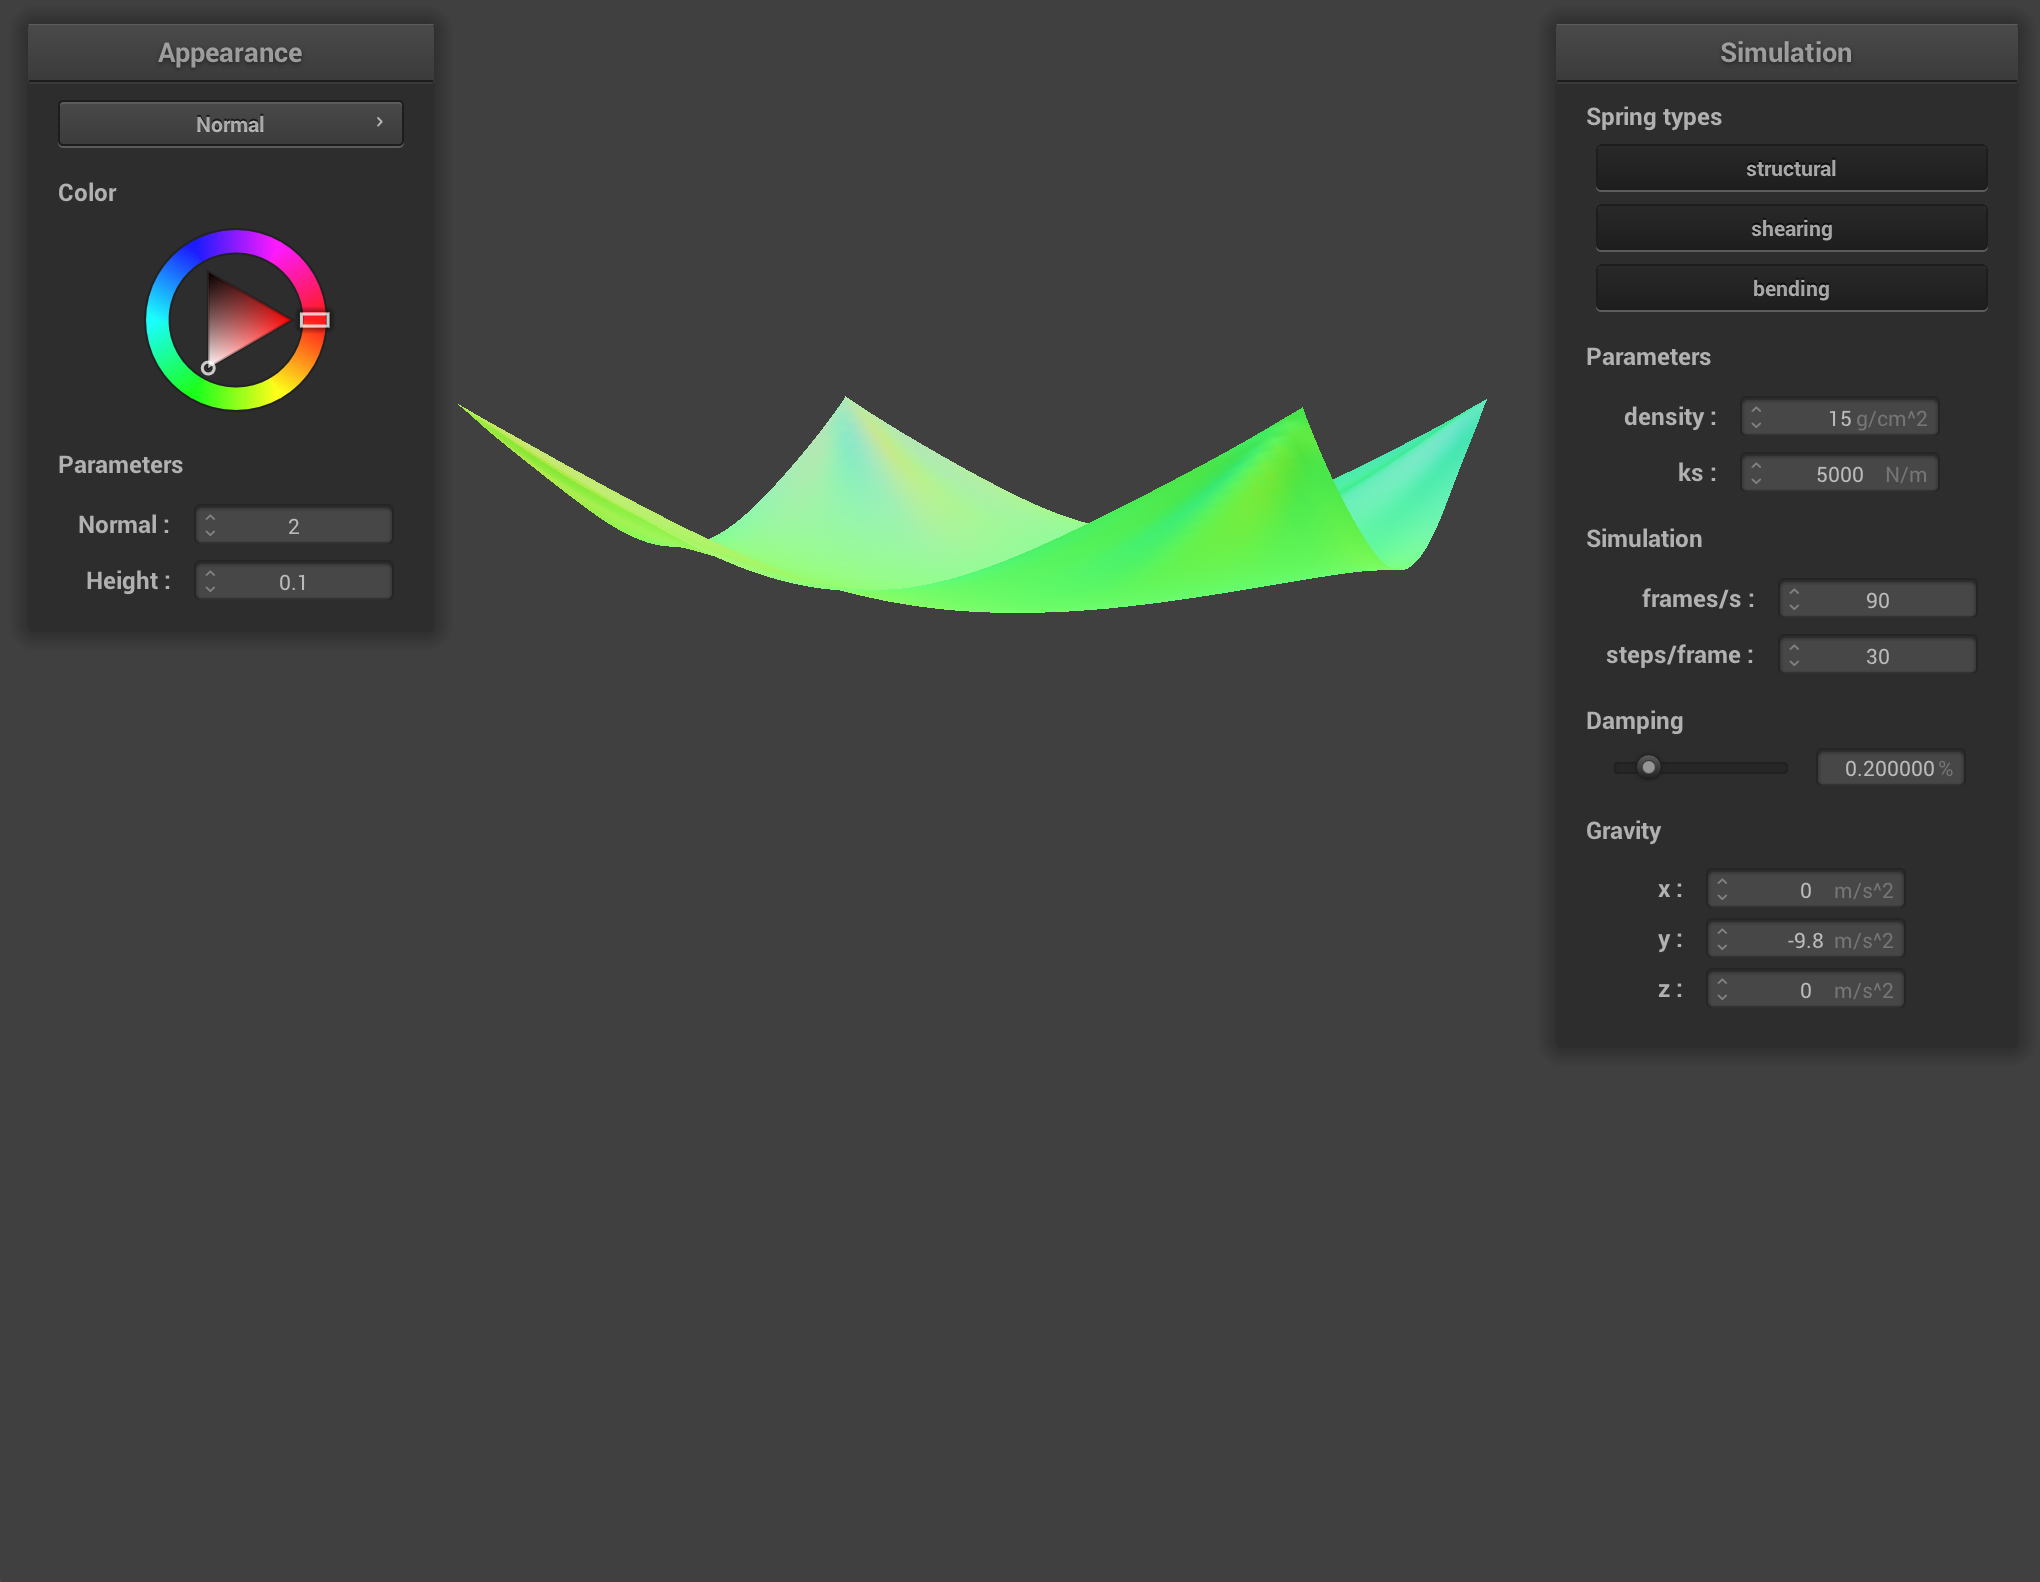 Appearance
Normal
Color
Parameters
Normal : 2
Height : 0.1
Simulation
Spring types
structural
shearing
bending
Parameters
density : 15 g/cm^2
ks : 5000 N/m
Simulation
frames/s : 90
steps/frame : 30
Damping
0.200000 %
Gravity
x : 0 m/s^2
y : -9.8 m/s^2
z : 0 m/s^2